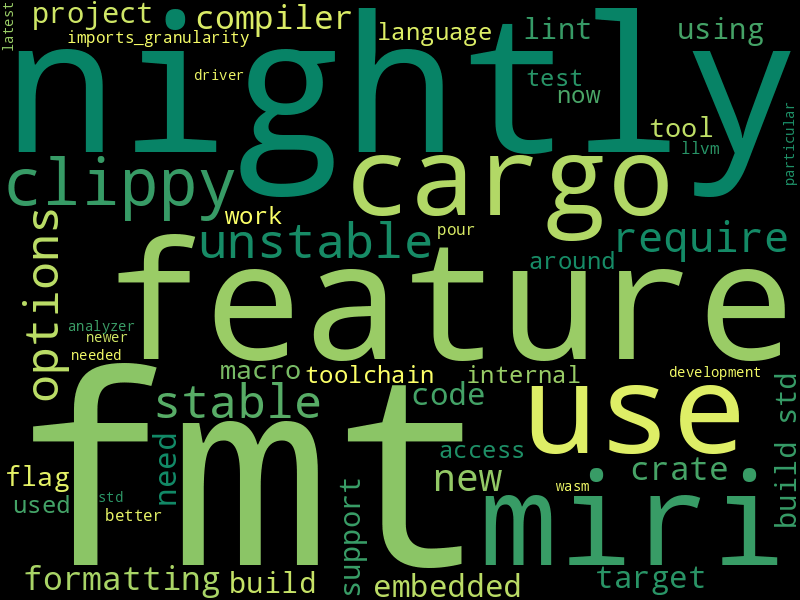 latest
project
compiler
imports_granularity
language
lint
using
nightly
driver
test
now
tool
llvm
particular
clippy
cargo
work
options
unstable
pour
require
around
feature
analyzer
newer
needed
macro
toolchain
internal
development
fmt
stable
code
use
build std
need
access
flag
new
wasm
crate
used
std
better
support
miri
formatting
build
embedded
target